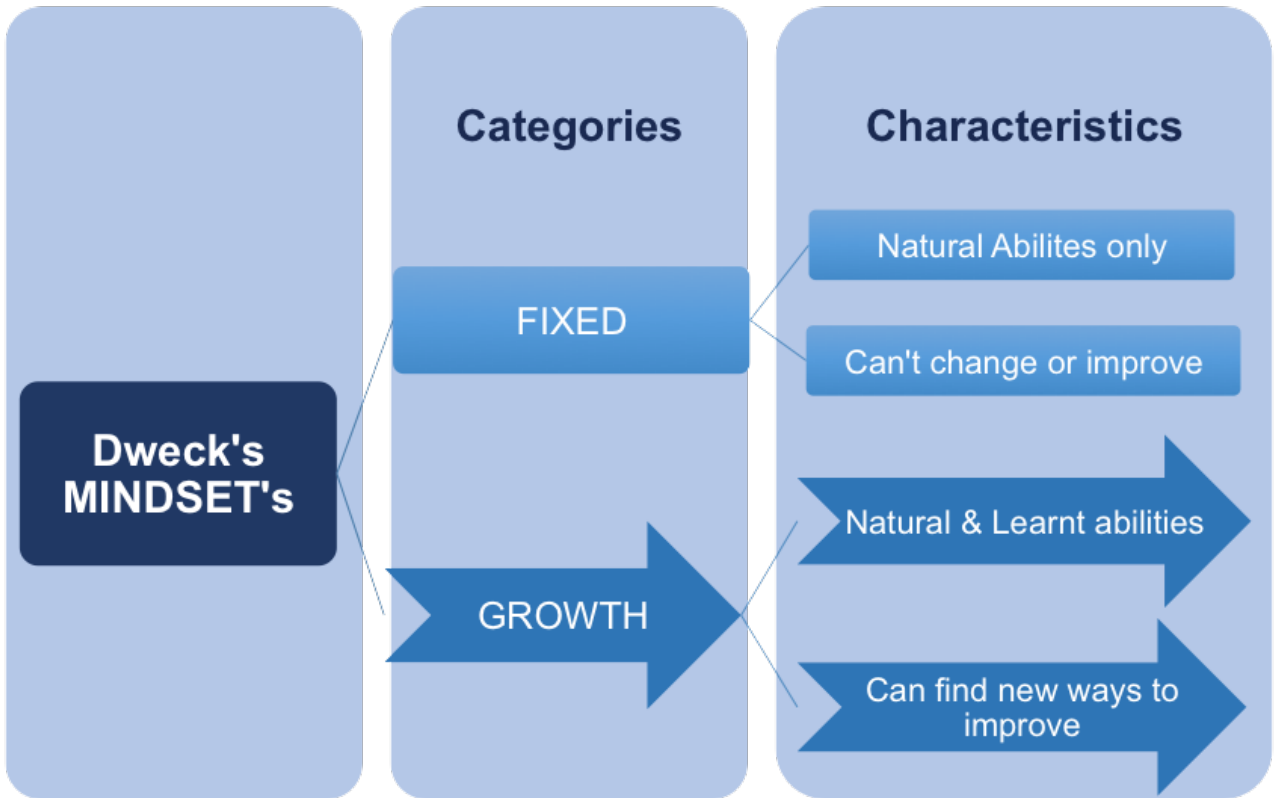 Categories
Characteristics
Natural Abilites only
FIXED
Can't change or improve
Dweck's
MINDSET's
Natural & Learnt abilities
GROWTH
Can find new ways to
improve